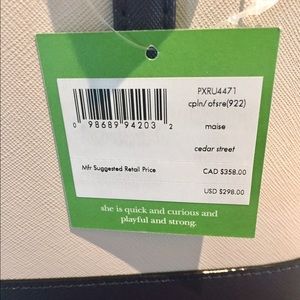 PXRU4471
cpln/ofsre(922)
0 98689 94203 2
maise
cedar street
Mfr Suggested Retail Price
CAD $358.00
USD $298.00
she is quick and curious and
playful and strong.